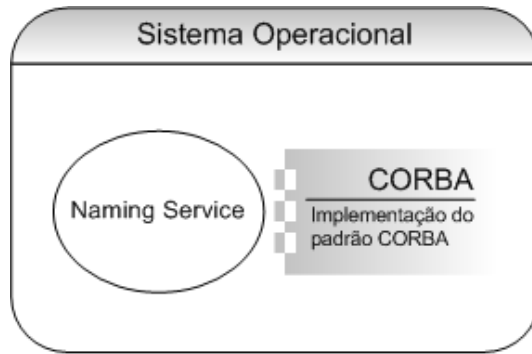 Sistema Operacional
Naming Service
CORBA
Implementação do
padrão CORBA